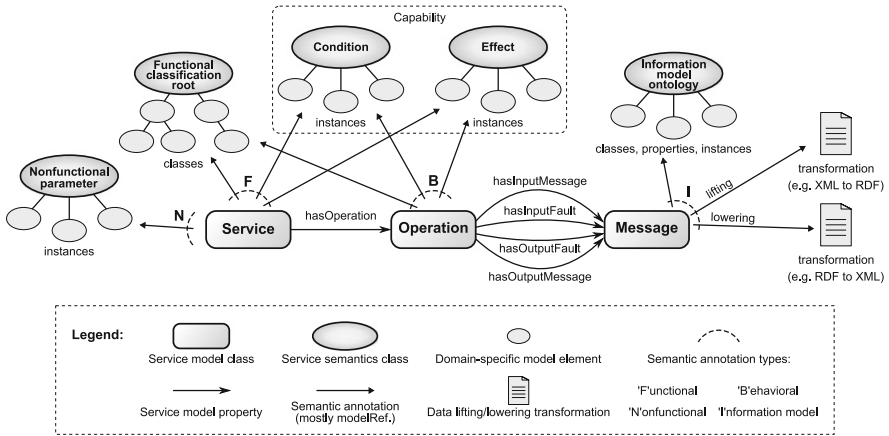 Capability
Condition
Effect
Functional
classification
root
Information
model
ontology
instances
instances
classes
classes, properties, instances
Nonfunctional
parameter
instances
N
F
B
I
Service
hasOperation
Operation
hasInputMessage
hasInputFault
hasOutputFault
hasOutputMessage
Message
lifting
lowering
transformation
(e.g. XML to RDF)
transformation
(e.g. RDF to XML)
Legend:
Service model class
Service semantics class
Domain-specific model element
Semantic annotation types:
Service model property
Semantic annotation
(mostly modelRef.)
Data lifting/lowering transformation
'F'unctional
'B'ehavioral
'N'onfunctional
'I'nformation model